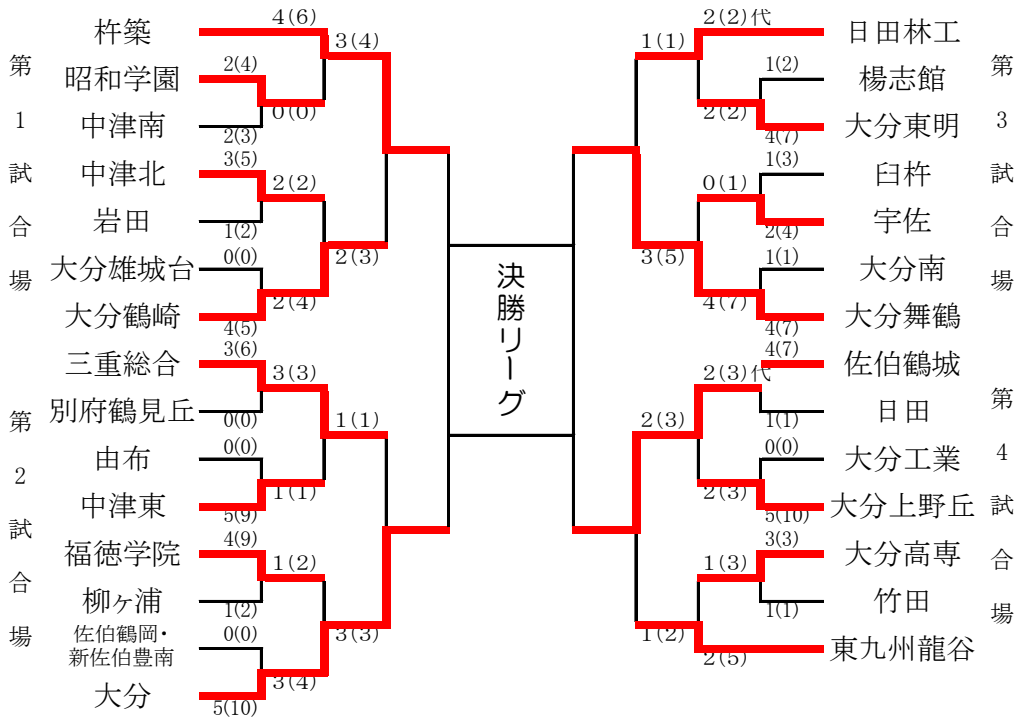 第1試合場
杵築
4(6)
3(4)
昭和学園
2(4)
0(0)
中津南
2(3)
中津北
3(5)
2(2)
岩田
1(2)
2(3)
大分雄城台
0(0)
2(4)
大分鶴崎
4(5)
第2試合場
三重総合
3(6)
3(3)
別府鶴見丘
0(0)
1(1)
由布
0(0)
1(1)
中津東
5(9)
福徳学院
4(9)
1(2)
柳ヶ浦
1(2)
3(3)
佐伯鶴岡・
新佐伯豊南
0(0)
3(4)
大分
5(10)
決勝リーグ
第3試合場
2(2)代
日田林工
1(1)
1(2)
楊志館
2(2)
4(7)
大分東明
1(3)
臼杵
0(1)
2(4)
宇佐
3(5)
1(1)
大分南
4(7)
4(7)
大分舞鶴
第4試合場
4(7)
佐伯鶴城
2(3)代
1(1)
日田
2(3)
0(0)
大分工業
2(3)
5(10)
大分上野丘
3(3)
大分高専
1(3)
1(1)
竹田
1(2)
2(5)
東九州龍谷